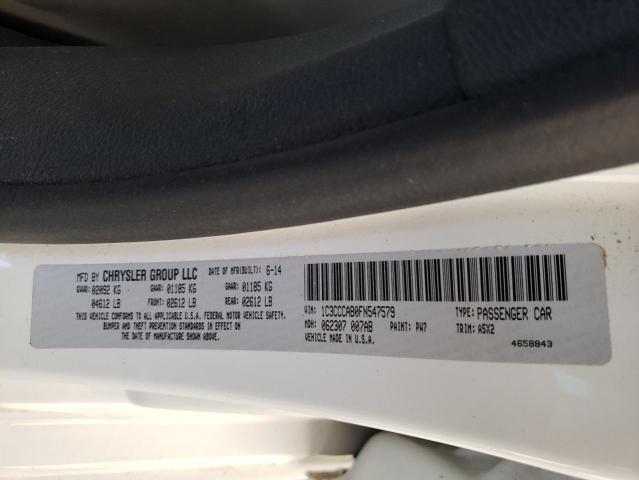 MFD BY CHRYSLER GROUP LLC DATE OF MFR(BUILT): 6-14
GVWR: 02092 KG GAWR: 01185 KG GAWR: 01185 KG
04612 LB FRONT: 02612 LB REAR: 02612 LB
THIS VEHICLE CONFORMS TO ALL APPLICABLE U.S.A. FEDERAL MOTOR VEHICLE SAFETY,
BUMPER AND THEFT PREVENTION STANDARDS IN EFFECT ON
THE DATE OF MANUFACTURE SHOWN ABOVE.
VIN: 1C3CCCAB0FN547579 TYPE: PASSENGER CAR
MDH: 062307 007AB PAINT: PW7 TRIM: A5X2
VEHICLE MADE IN U.S.A. 4658843